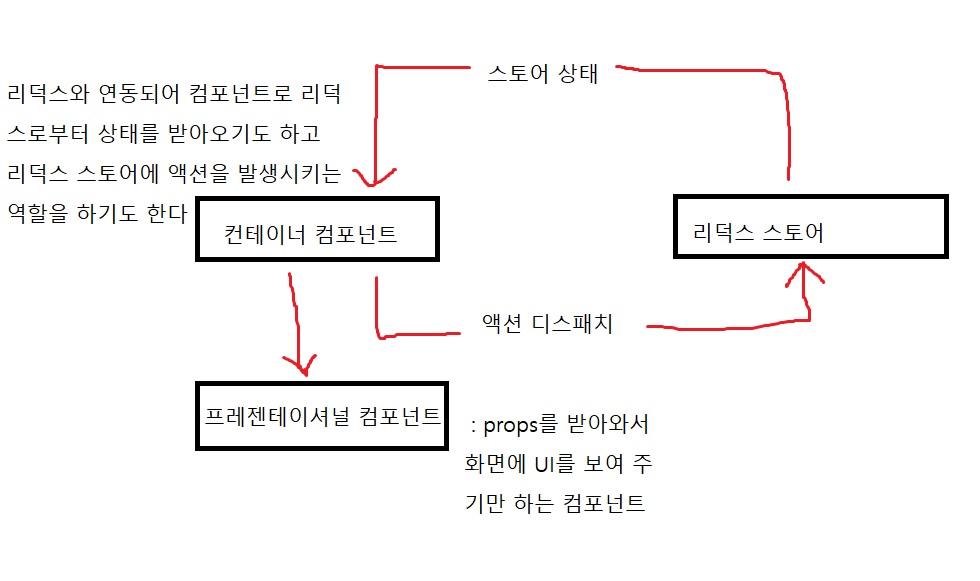 스토어 상태
리덕스와 연동되어 컴포넌트로 리덕
스로부터 상태를 받아오기도 하고
리덕스 스토어에 액션을 발생시키는
역할을 하기도 한다
컨테이너 컴포넌트
리덕스 스토어
액션 디스패치
프레젠테이셔널 컴포넌트
: props를 받아와서
화면에 UI를 보여 주
기만 하는 컴포넌트